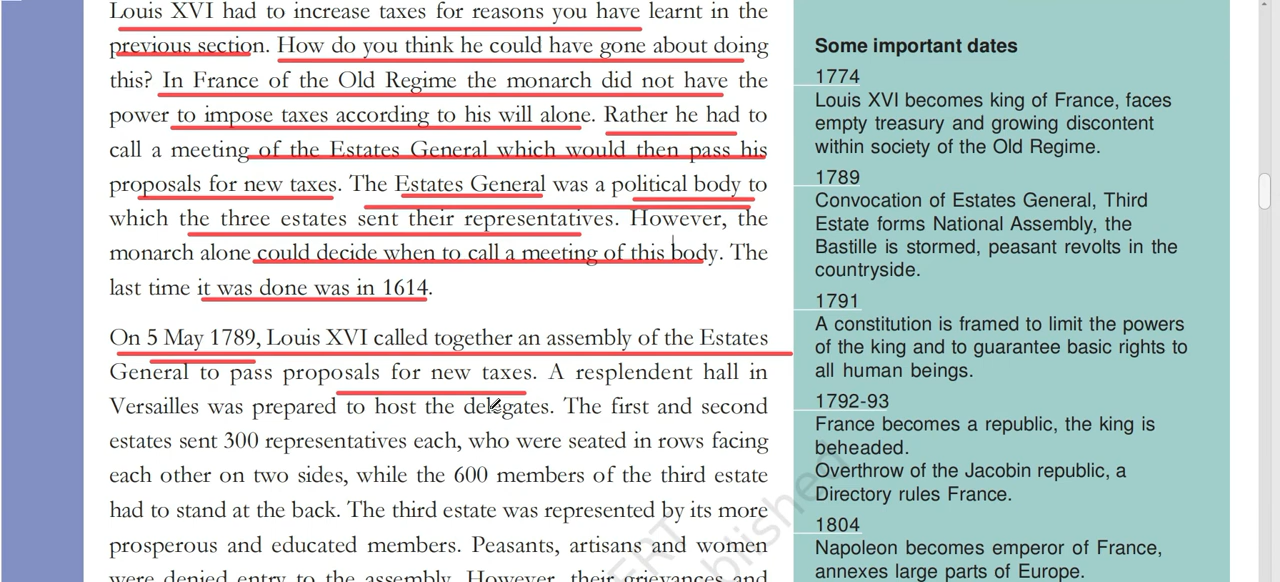 Louis XVI had to increase taxes for reasons you have learnt in the
previous section. How do you think he could have gone about doing
this? In France of the Old Regime the monarch did not have the
power to impose taxes according to his will alone. Rather he had to
call a meeting of the Estates General which would then pass his
proposals for new taxes. The Estates General was a political body to
which the three estates sent their representatives. However, the
monarch alone could decide when to call a meeting of this body. The
last time it was done was in 1614.
On 5 May 1789, Louis XVI called together an assembly of the Estates
General to pass proposals for new taxes. A resplendent hall in
Versailles was prepared to host the delegates. The first and second
estates sent 300 representatives each, who were seated in rows facing
each other on two sides, while the 600 members of the third estate
had to stand at the back. The third estate was represented by its more
prosperous and educated members. Peasants, artisans and women
were denied entry to the assembly. However, their grievances and
Some important dates
1774
Louis XVI becomes king of France, faces
empty treasury and growing discontent
within society of the Old Regime.
1789
Convocation of Estates General, Third
Estate forms National Assembly, the
Bastille is stormed, peasant revolts in the
countryside.
1791
A constitution is framed to limit the powers
of the king and to guarantee basic rights to
all human beings.
1792-93
France becomes a republic, the king is
beheaded.
Overthrow of the Jacobin republic, a
Directory rules France.
1804
Napoleon becomes emperor of France,
annexes large parts of Europe.